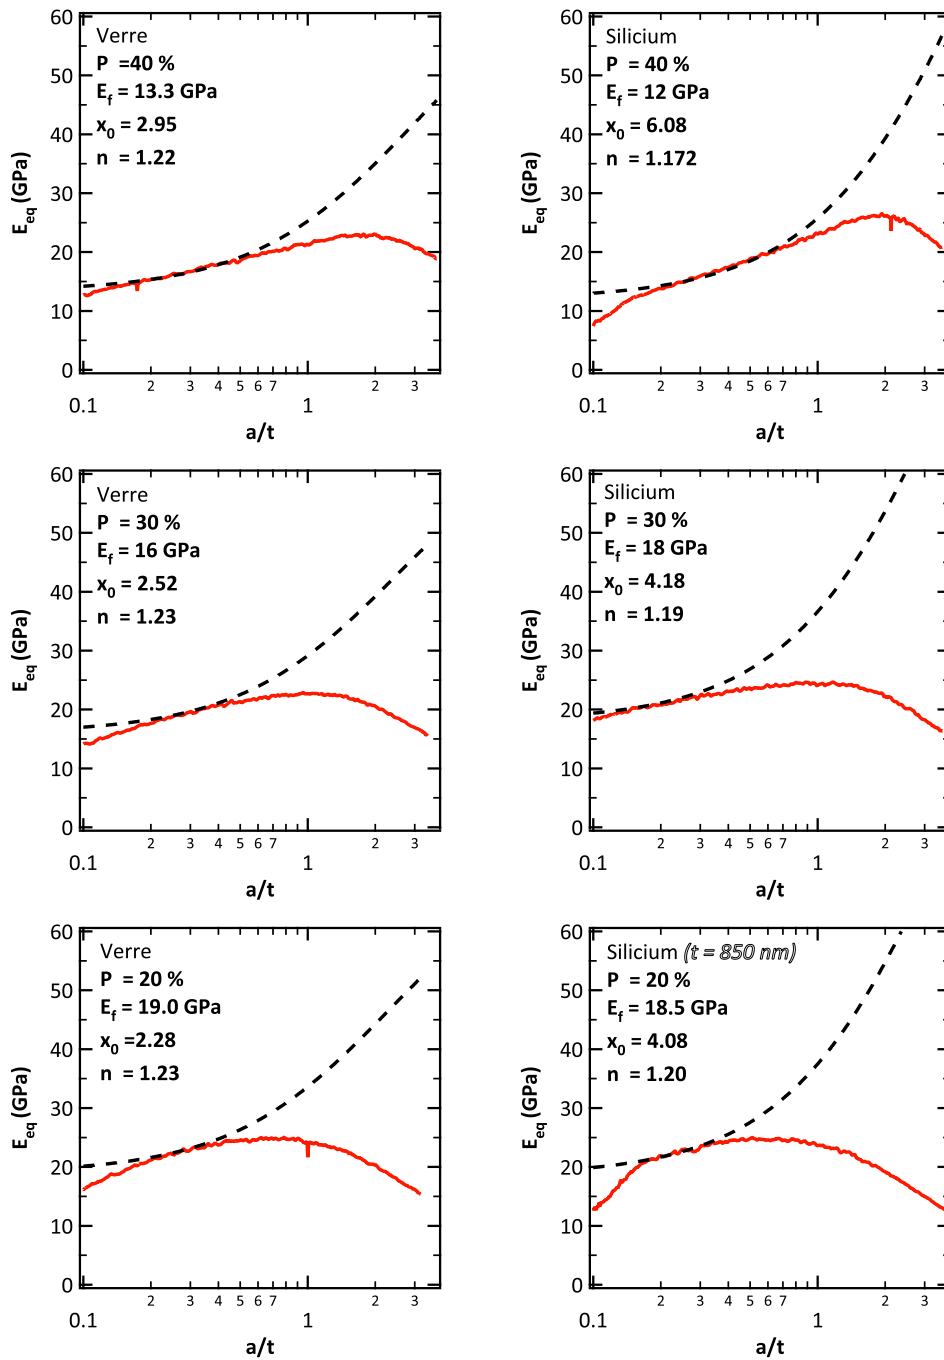 Verre
P =40 %
Ef = 13.3 GPa
x0 = 2.95
n = 1.22
60
50
40
30
20
10
0
Eeq (GPa)
2
3
4
5
6
7
2
3
0.1
1
a/t
Silicium
P = 40 %
Ef = 12 GPa
x0 = 6.08
n = 1.172
60
50
40
30
20
10
0
Eeq (GPa)
2
3
4
5
6
7
2
3
0.1
1
a/t
Verre
P = 30 %
Ef = 16 GPa
x0 = 2.52
n = 1.23
60
50
40
30
20
10
0
Eeq (GPa)
2
3
4
5
6
7
2
3
0.1
1
a/t
Silicium
P = 30 %
Ef = 18 GPa
x0 = 4.18
n = 1.19
60
50
40
30
20
10
0
Eeq (GPa)
2
3
4
5
6
7
2
3
0.1
1
a/t
Verre
P = 20 %
Ef = 19.0 GPa
x0 =2.28
n = 1.23
60
50
40
30
20
10
0
Eeq (GPa)
2
3
4
5
6
7
2
3
0.1
1
a/t
Silicium (t = 850 nm)
P = 20 %
Ef = 18.5 GPa
x0 = 4.08
n = 1.20
60
50
40
30
20
10
0
Eeq (GPa)
2
3
4
5
6
7
2
3
0.1
1
a/t